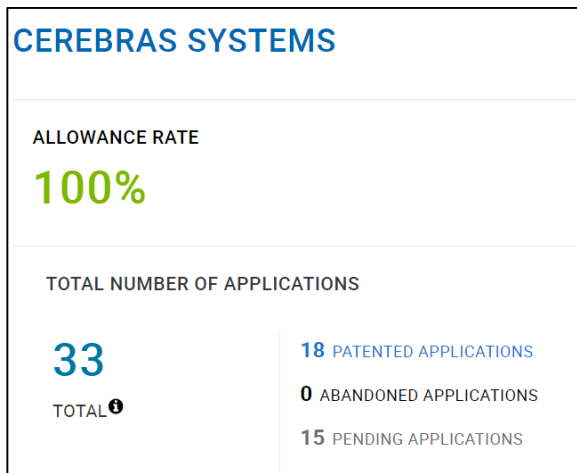 CEREBRAS SYSTEMS
ALLOWANCE RATE
100%
TOTAL NUMBER OF APPLICATIONS
33
TOTAL
18 PATENTED APPLICATIONS
0 ABANDONED APPLICATIONS
15 PENDING APPLICATIONS